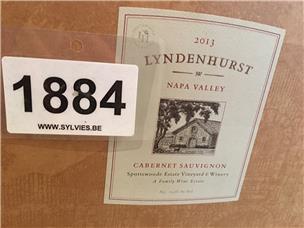 2013
LYNDENHURST
NAPA VALLEY
CABERNET SAUVIGNON
Spottswoode Estate Vineyard & Winery
A Family Wine Estate
1884
WWW.SYLVIES.BE